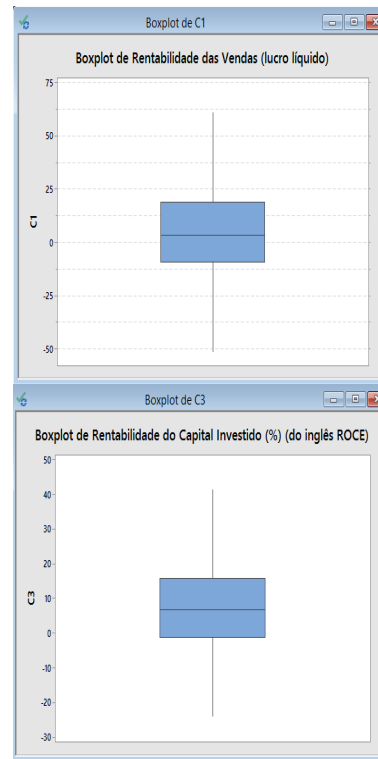 Boxplot de C1
Boxplot de Rentabilidade das Vendas (lucro líquido)
75
50
25
0
-25
-50
C1
Boxplot de C3
Boxplot de Rentabilidade do Capital Investido (%) (do inglês ROCE)
50
40
30
20
10
0
-10
-20
-30
C3